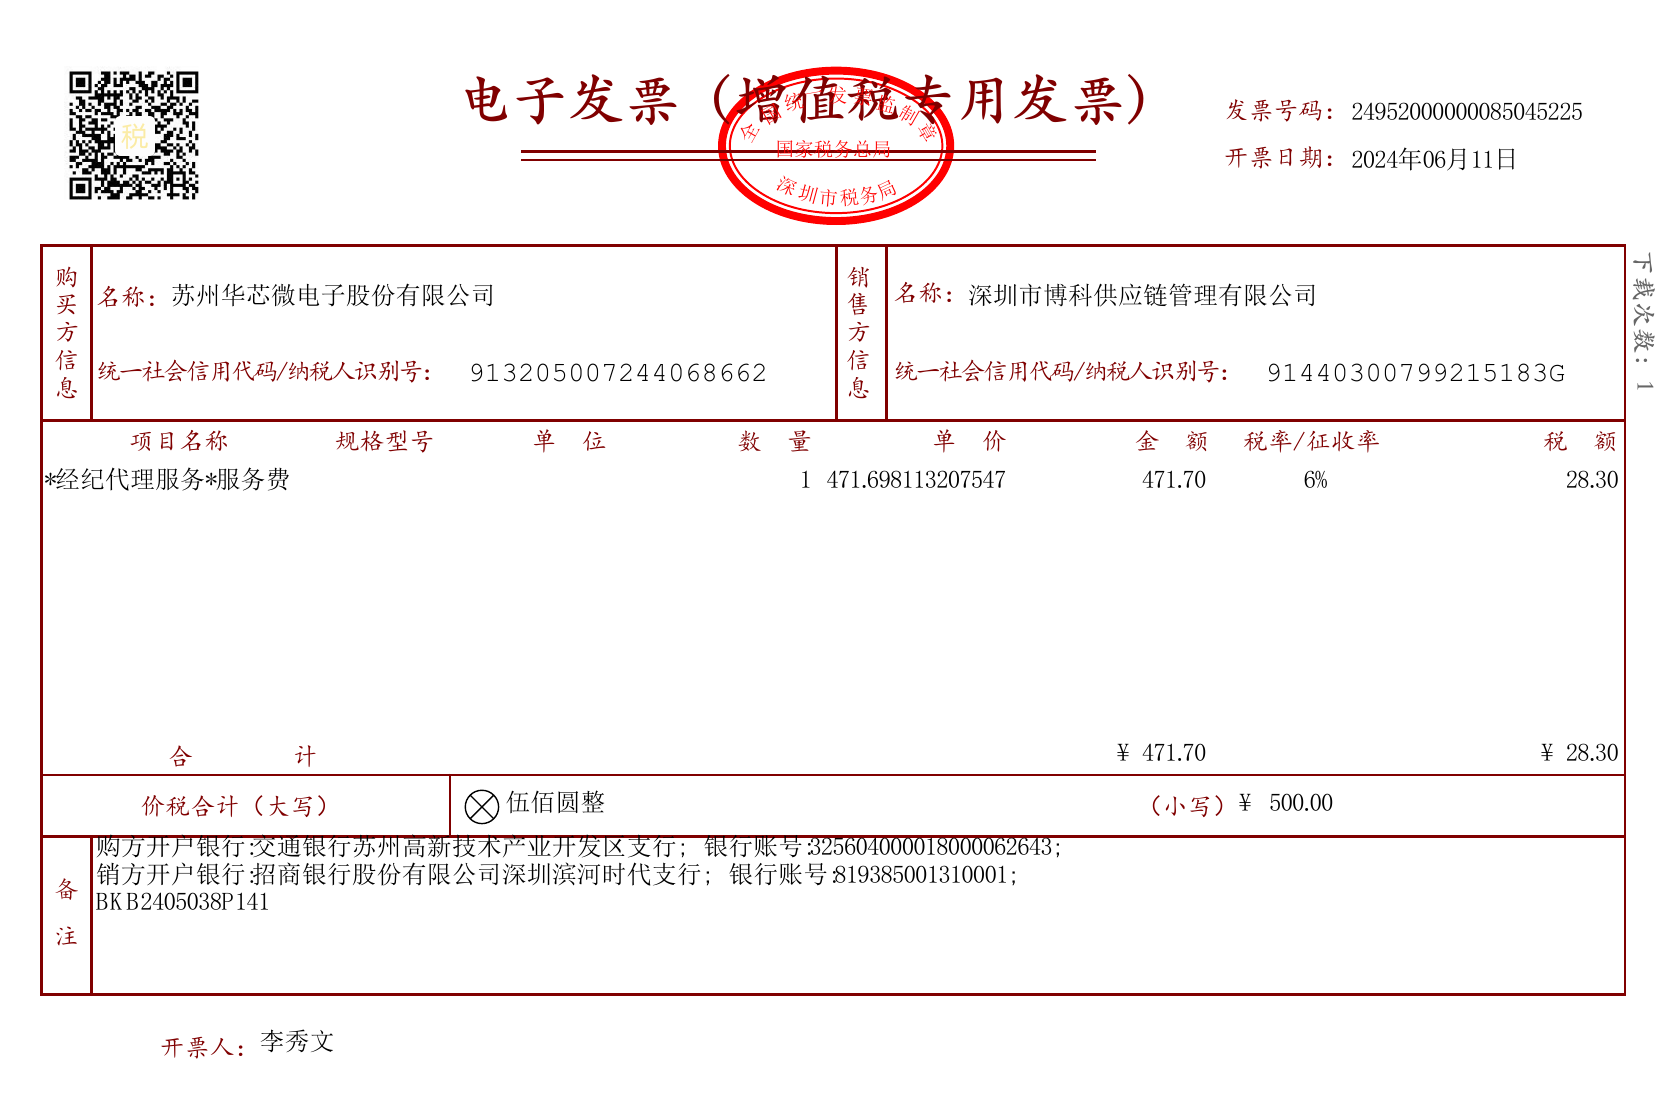 电子发票（增值税专用发票）
全国统一发票监制章
国家税务总局
深圳市税务局
税
发票号码：24952000000085045225
开票日期：2024年06月11日
下载次数：1
购买方信息
名称：苏州华芯微电子股份有限公司
统一社会信用代码/纳税人识别号：913205007244068662
销售方信息
名称：深圳市博科供应链管理有限公司
统一社会信用代码/纳税人识别号：91440300799215183G
项目名称 规格型号 单位 数量 单价 金额 税率/征收率 税额
*经纪代理服务*服务费 1 471.698113207547 471.70 6% 28.30
合计 ¥ 471.70 ¥ 28.30
价税合计（大写） 伍佰圆整 （小写）¥ 500.00
备注
购方开户银行:交通银行苏州高新技术产业开发区支行； 银行账号:325604000018000062643；
销方开户银行:招商银行股份有限公司深圳滨河时代支行； 银行账号:819385001310001；
BKB2405038P141
开票人：李秀文